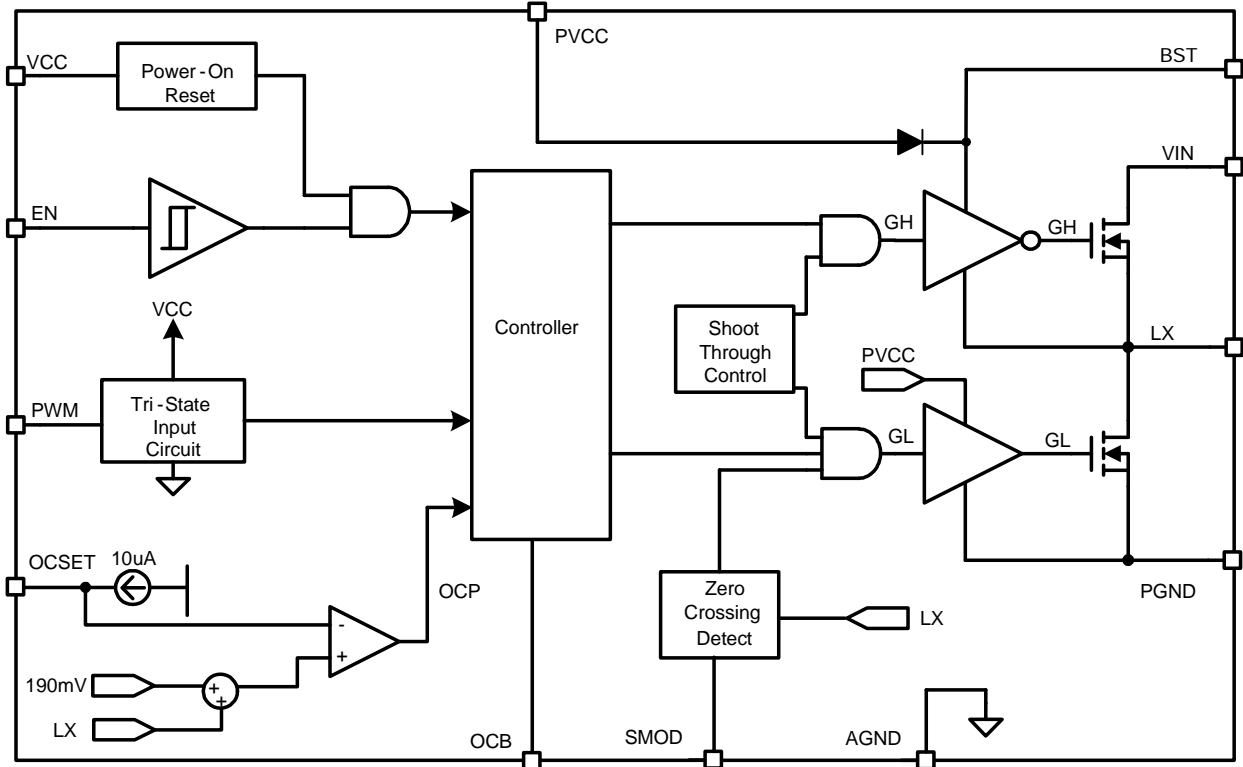 PVCC
VCC
Power-On
Reset
BST
VIN
EN
GH
GH
VCC
Controller
Shoot
Through
Control
LX
PVCC
PWM
Tri-State
Input
Circuit
GL
GL
OCSET
10uA
OCP
Zero
Crossing
Detect
LX
PGND
-
+
190mV
+
+
LX
OCB
SMOD
AGND